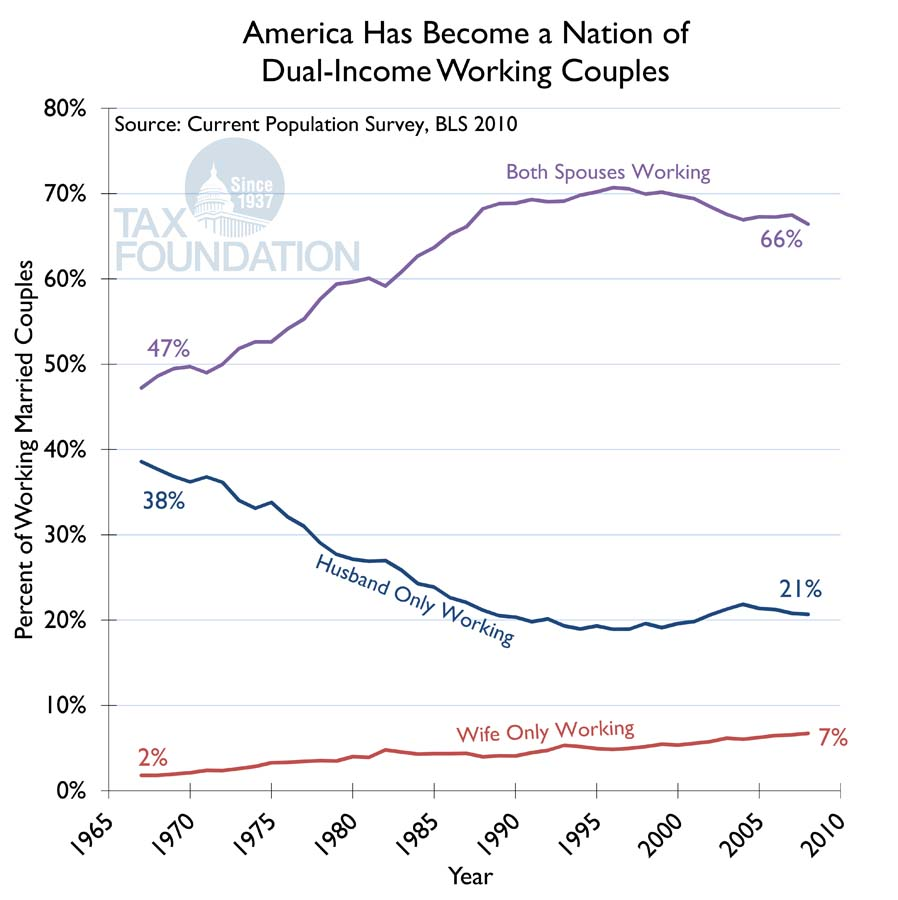 America Has Become a Nation of
Dual-Income Working Couples
80%
Source: Current Population Survey, BLS 2010
Since
1937
TAX
FOUNDATION
Both Spouses Working
70%
66%
60%
47%
50%
40%
38%
30%
Husband Only Working
21%
20%
10%
Wife Only Working
2%
7%
0%
Percent of Working Married Couples
1965
1970
1975
1980
1985
1990
1995
2000
2005
2010
Year